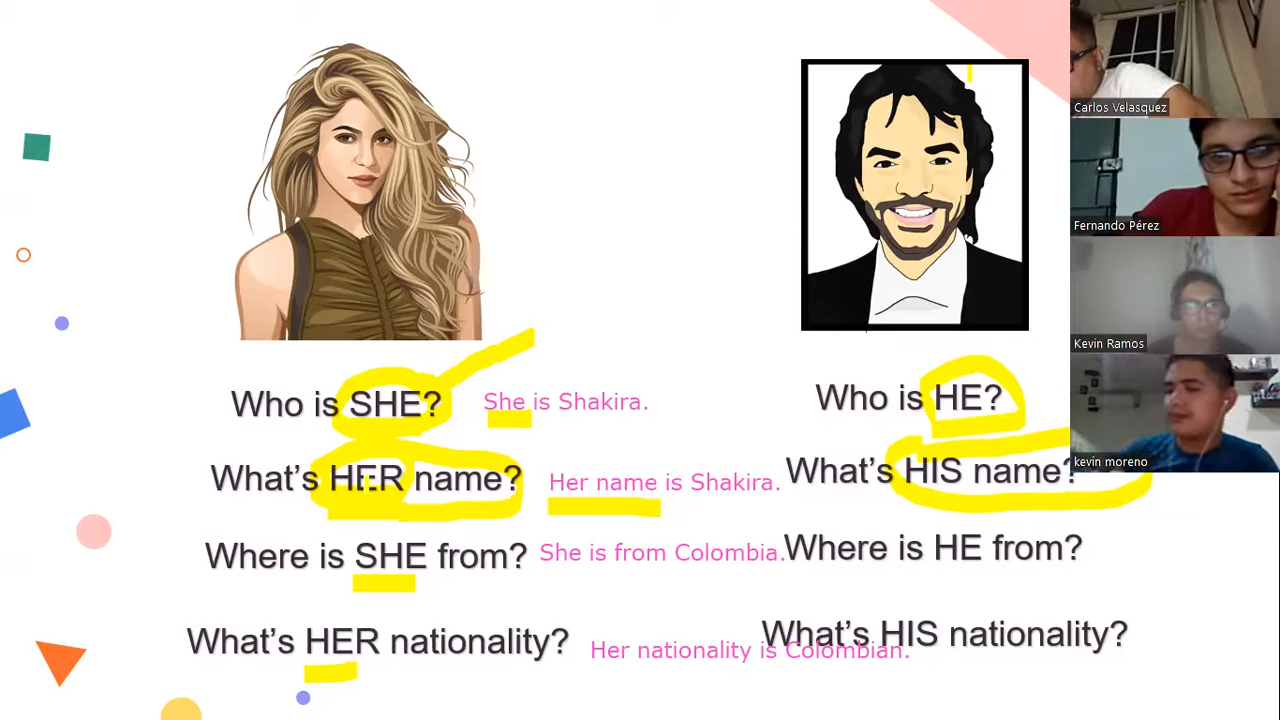 Who is SHE?
She is Shakira.
What's HER name?
Her name is Shakira.
Where is SHE from?
She is from Colombia.
What's HER nationality?
Her nationality is Colombian.
Who is HE?
What's HIS name?
Where is HE from?
What's HIS nationality?
Carlos Velasquez
Fernando Pérez
Kevin Ramos
kevin moreno